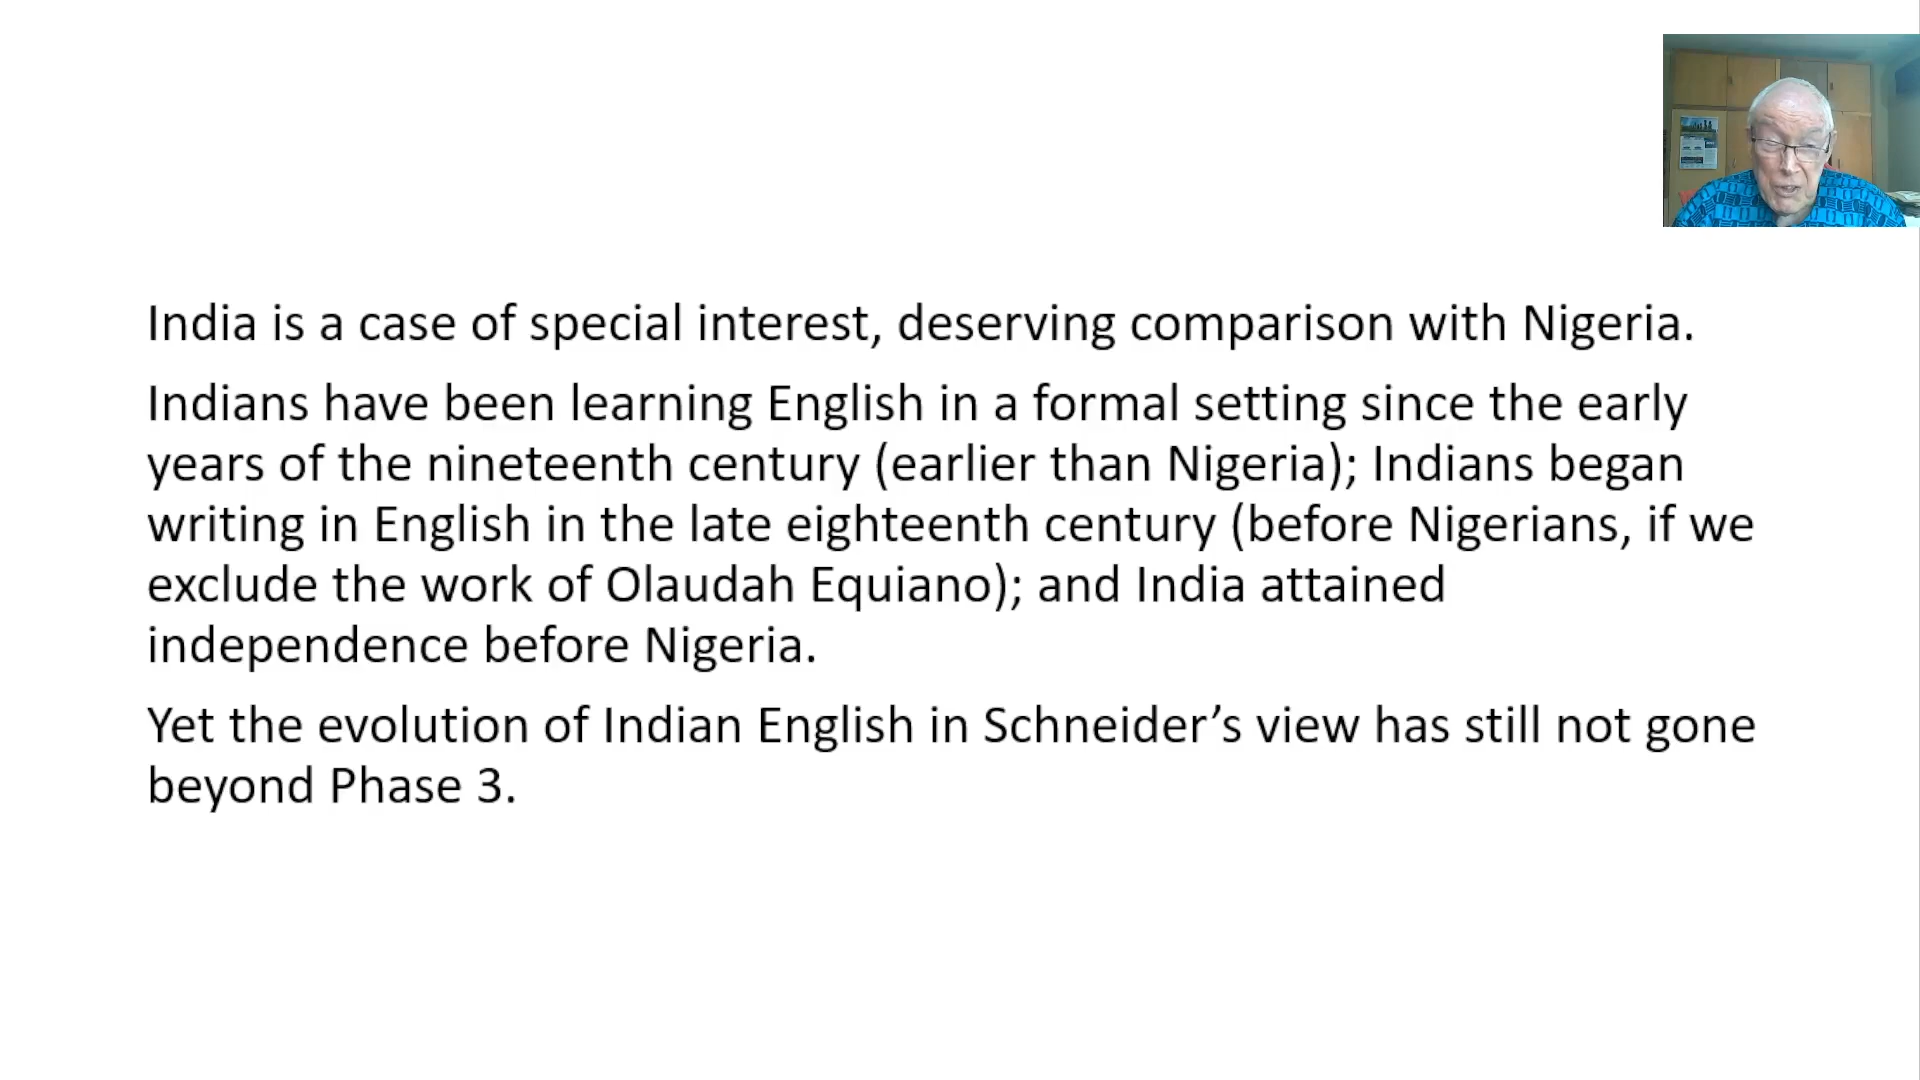 India is a case of special interest, deserving comparison with Nigeria.
Indians have been learning English in a formal setting since the early
years of the nineteenth century (earlier than Nigeria); Indians began
writing in English in the late eighteenth century (before Nigerians, if we
exclude the work of Olaudah Equiano); and India attained
independence before Nigeria.
Yet the evolution of Indian English in Schneider’s view has still not gone
beyond Phase 3.